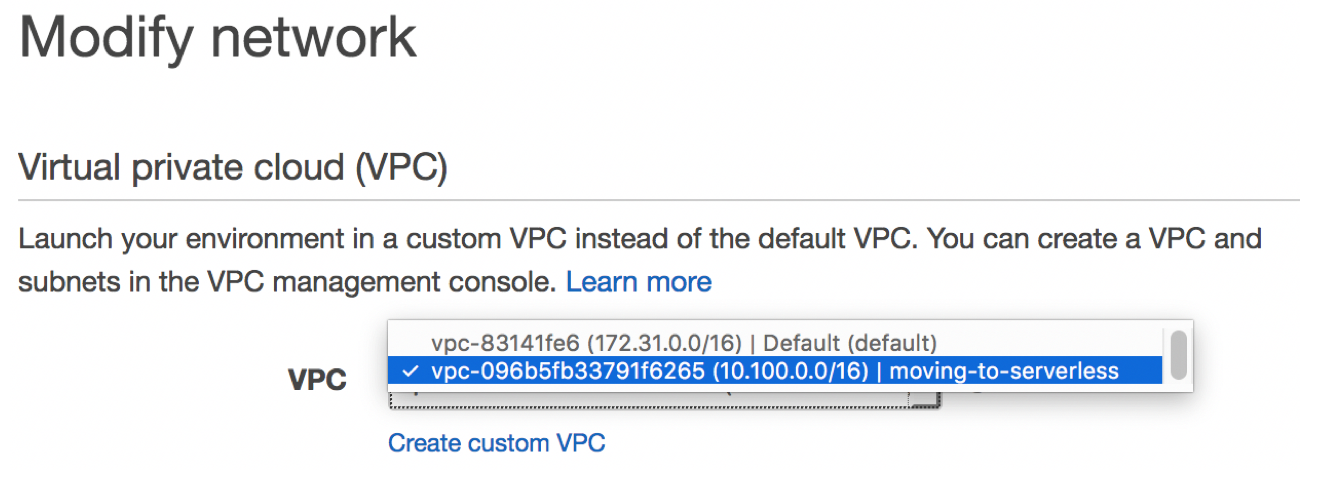 Modify network
Virtual private cloud (VPC)
Launch your environment in a custom VPC instead of the default VPC. You can create a VPC and
subnets in the VPC management console. Learn more
vpc-83141fe6 (172.31.0.0/16) | Default (default)
VPC
✓ vpc-096b5fb33791f6265 (10.100.0.0/16) | moving-to-serverless
Create custom VPC